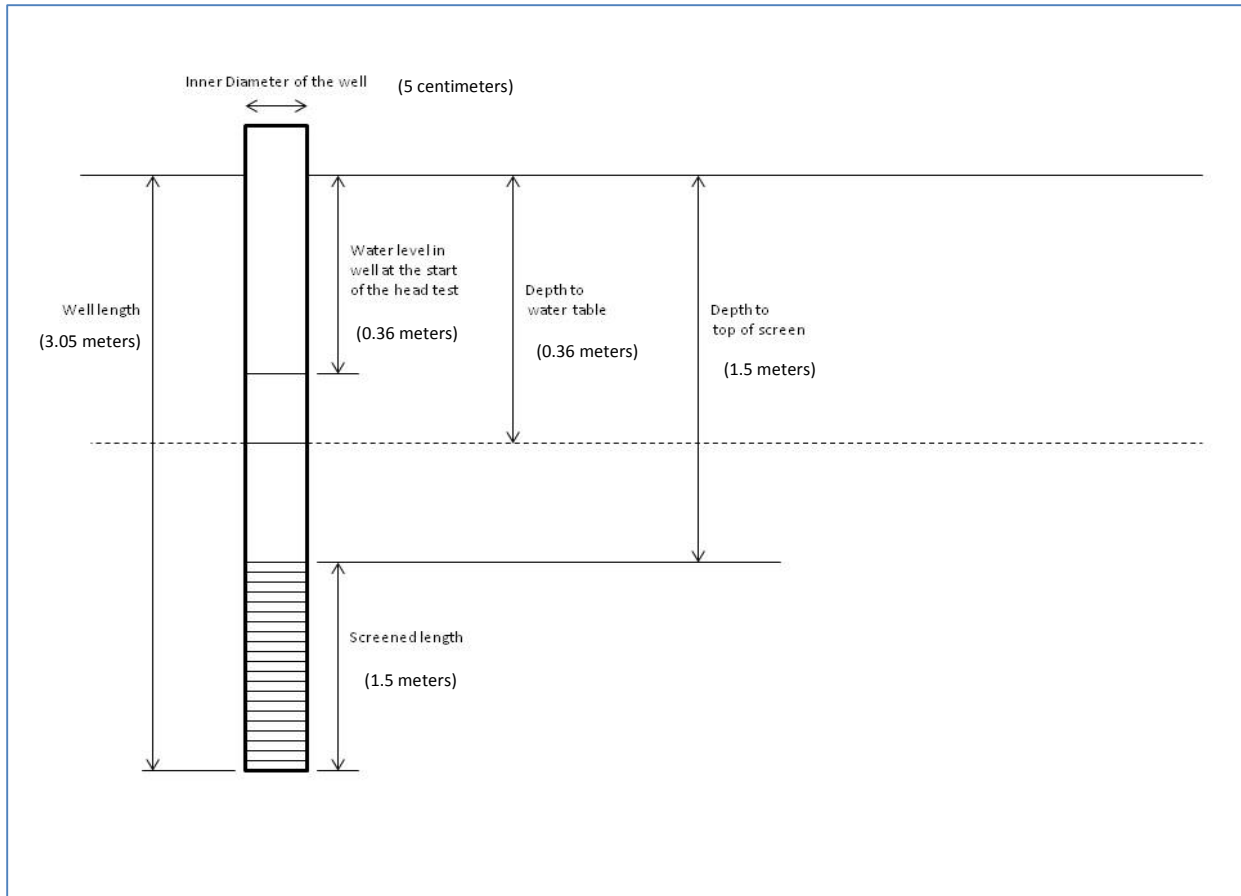 Inner Diameter of the well
(5 centimeters)
Water level in
well at the start
of the head test
(0.36 meters)
Depth to
water table
(0.36 meters)
Depth to
top of screen
(1.5 meters)
Well length
(3.05 meters)
Screened length
(1.5 meters)